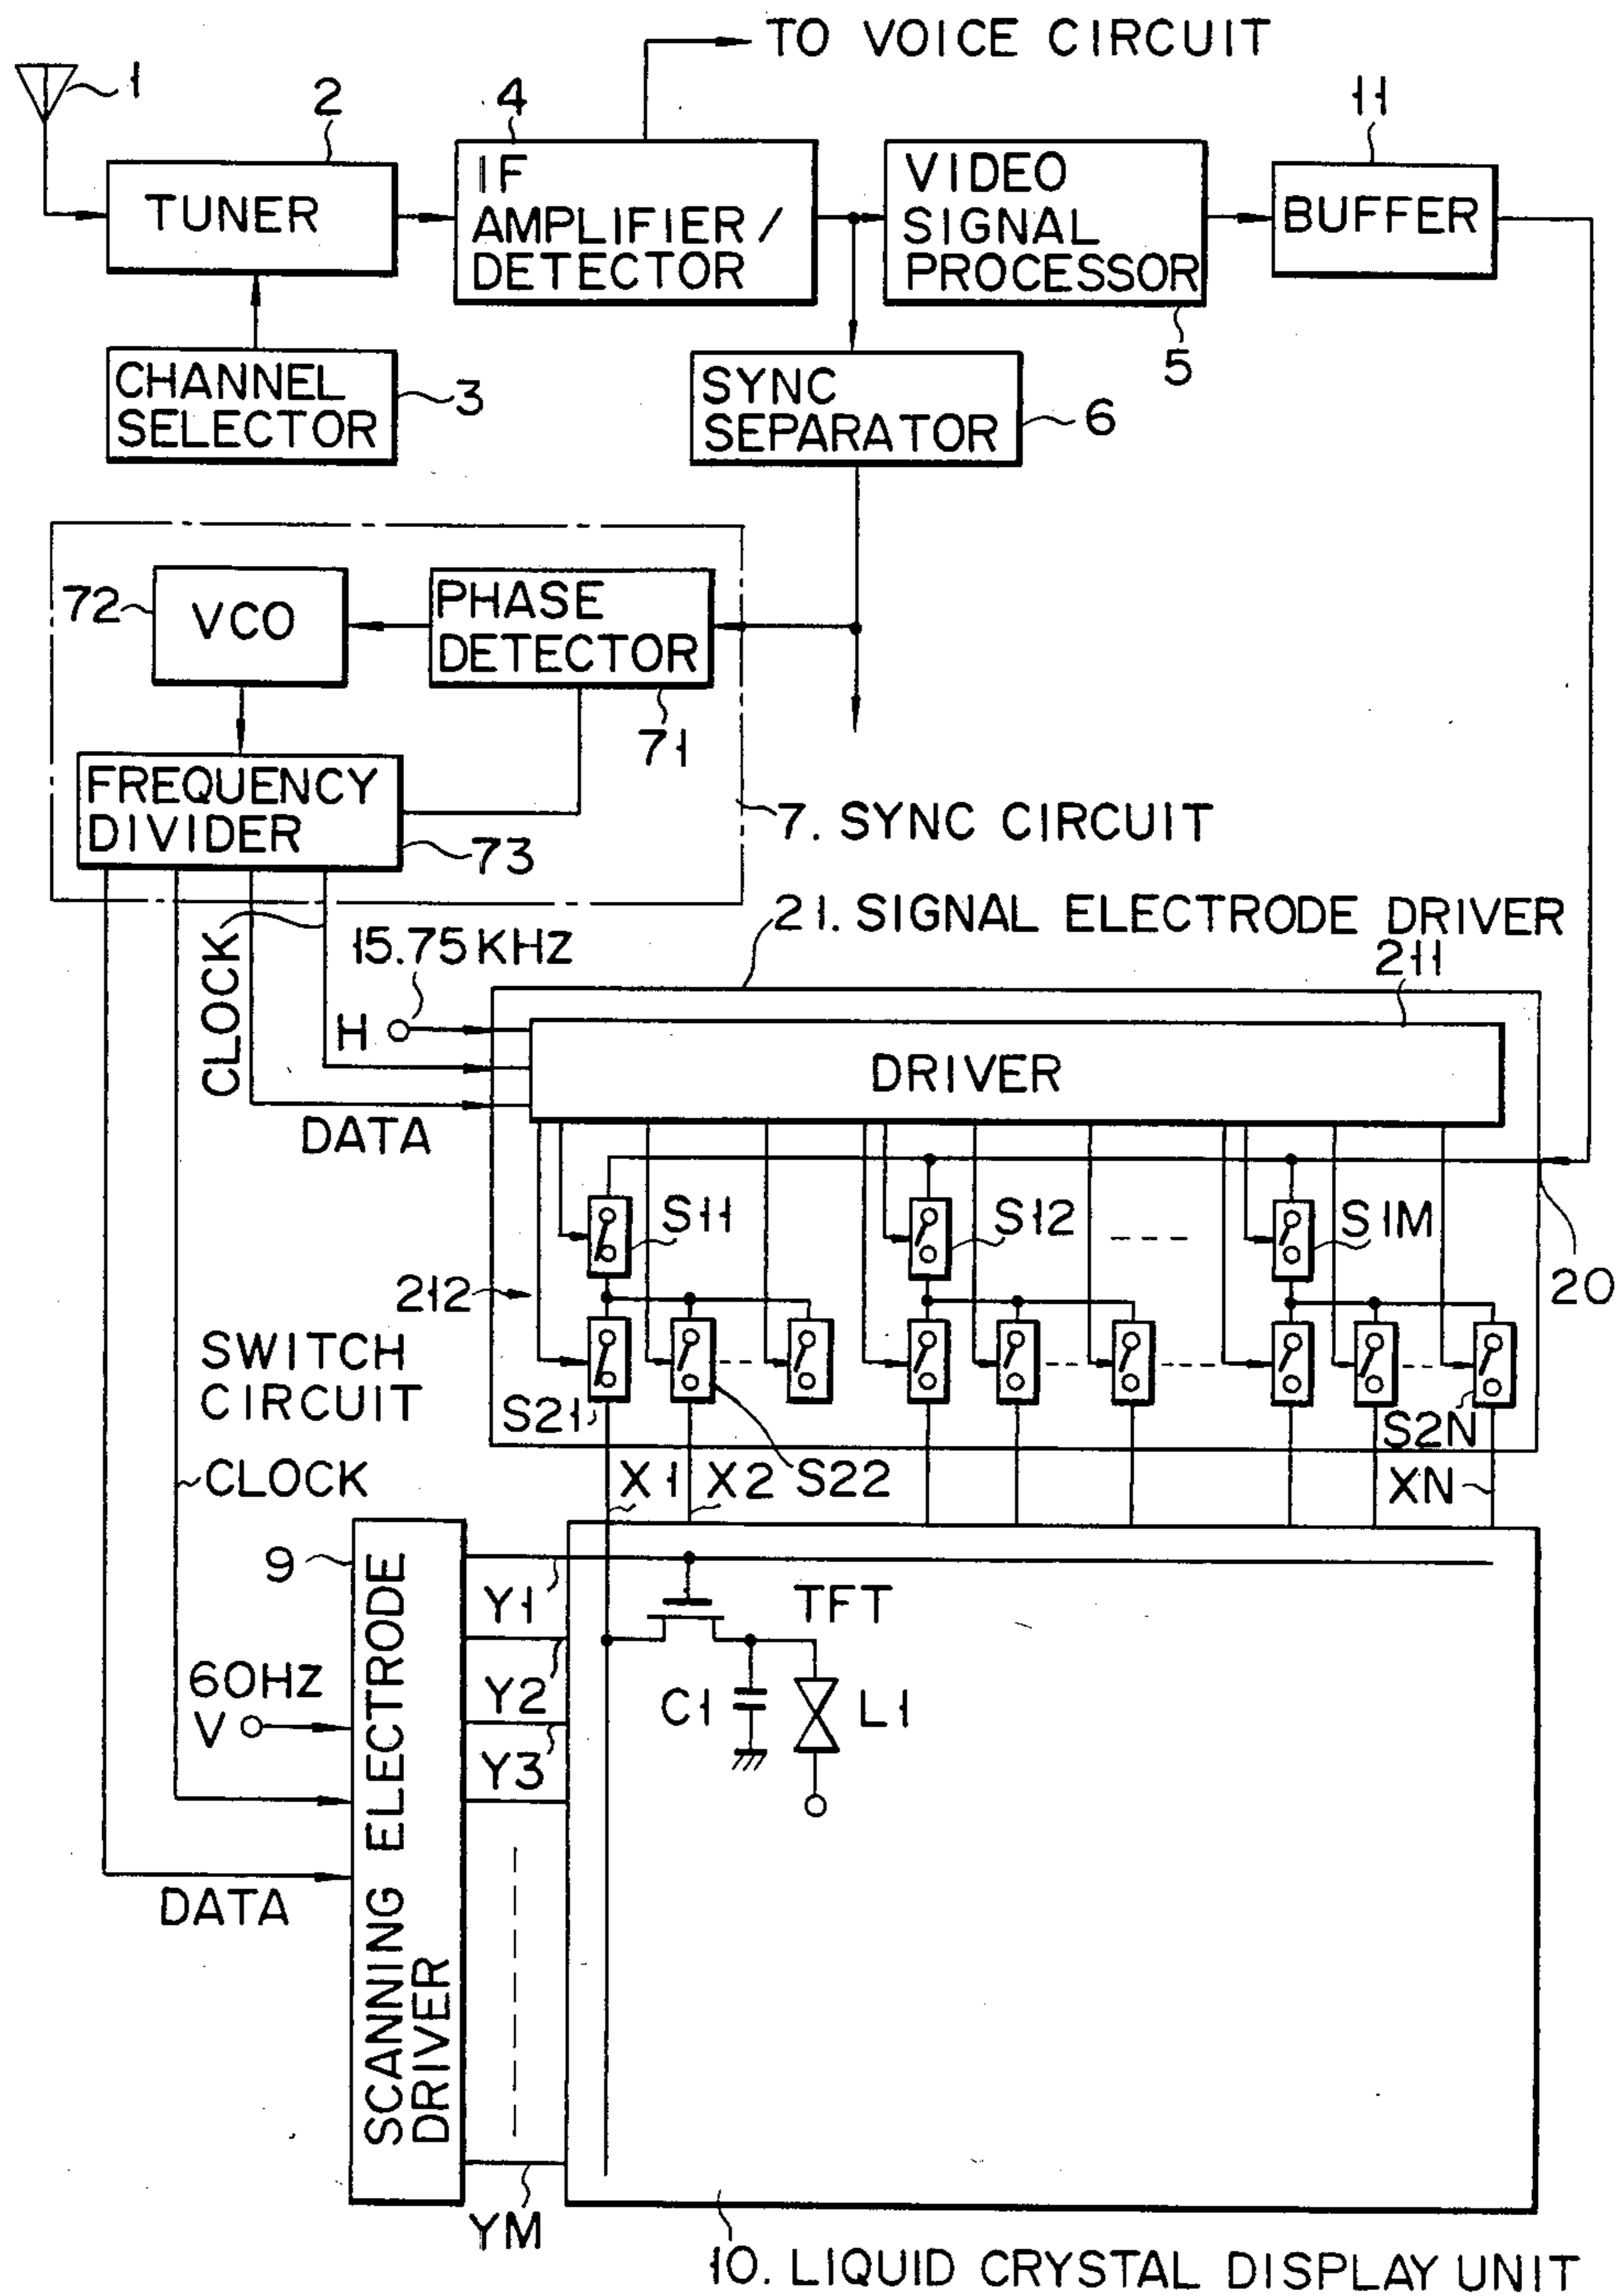 TO VOICE CIRCUIT
1
2
4
11
TUNER
IF
AMPLIFIER/
DETECTOR
VIDEO
SIGNAL
PROCESSOR
BUFFER
5
CHANNEL
SELECTOR
3
SYNC
SEPARATOR
6
72
VCO
PHASE
DETECTOR
71
FREQUENCY
DIVIDER
73
7. SYNC CIRCUIT
21. SIGNAL ELECTRODE DRIVER
CLOCK
15.75KHZ
211
H
DRIVER
DATA
S11
S12
S1M
212
20
SWITCH
CIRCUIT
S21
S2N
CLOCK
X1
X2
S22
XN
9
SCANNING ELECTRODE
DRIVER
Y1
TFT
60HZ
V
Y2
C1
L1
Y3
DATA
YM
10. LIQUID CRYSTAL DISPLAY UNIT